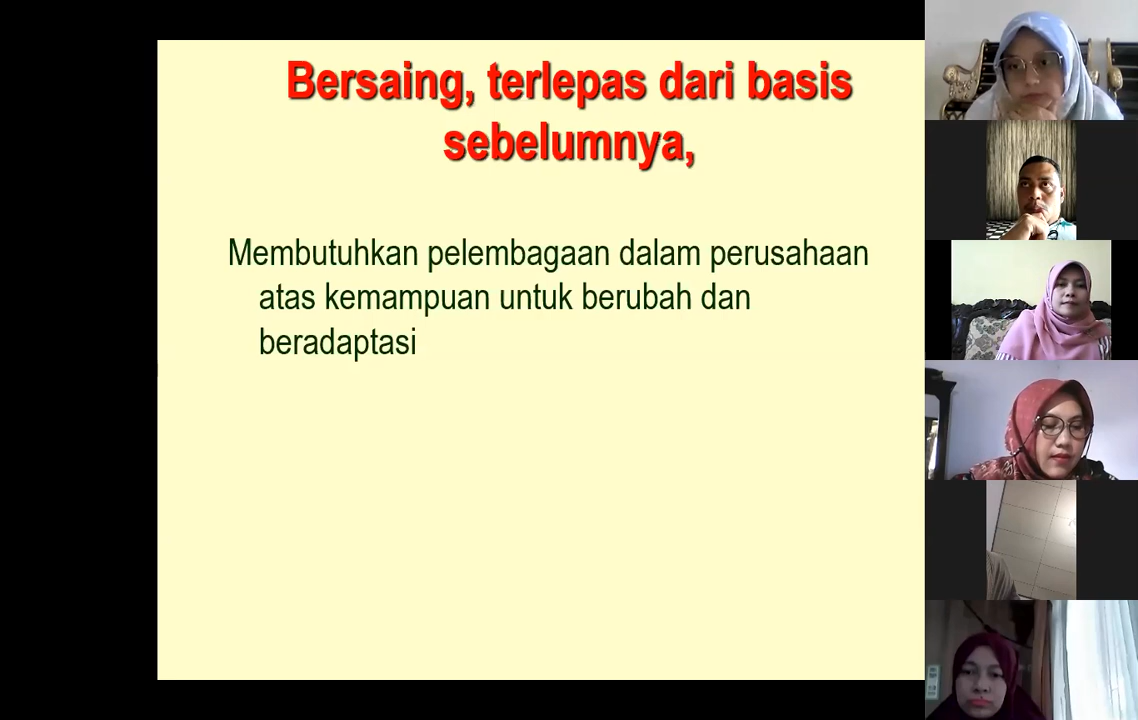 Bersaing, terlepas dari basis
sebelumnya,
Membutuhkan pelembagaan dalam perusahaan
atas kemampuan untuk berubah dan
beradaptasi